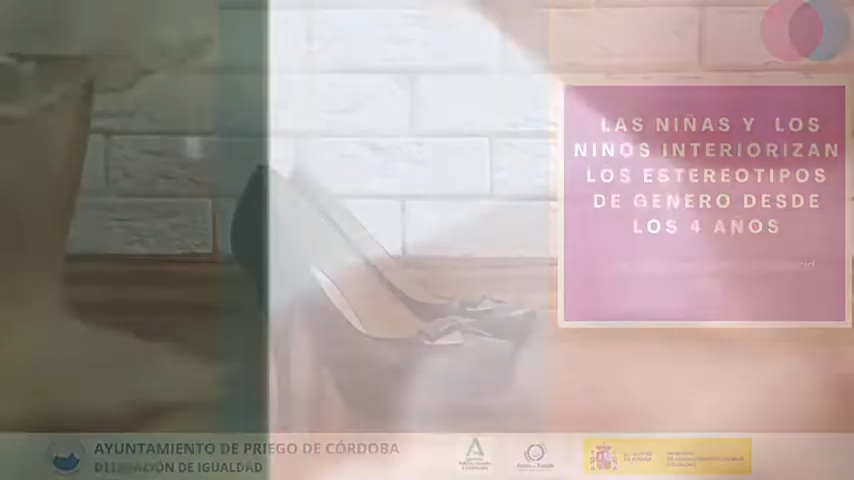 LAS NIÑAS Y LOS
NINOS INTERIORIZAN
LOS ESTEREOTIPOS
DE GENERO DESDE
LOS 4 AÑOS
AYUNTAMIENTO DE PRIEGO DE CÓRDOBA
DELEGACIÓN DE IGUALDAD